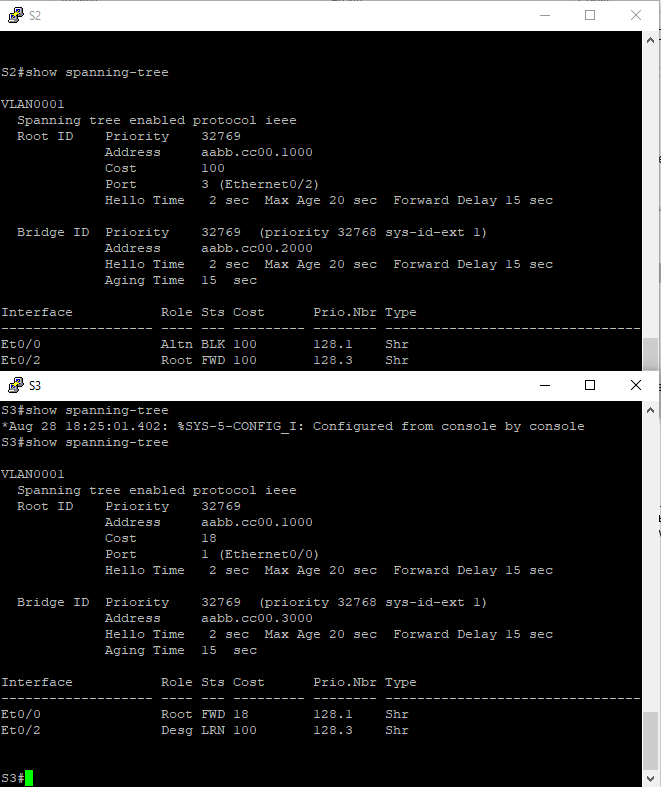 S2
S2#show spanning-tree
VLAN0001
  Spanning tree enabled protocol ieee
  Root ID    Priority    32769
             Address     aabb.cc00.1000
             Cost        100
             Port        3 (Ethernet0/2)
             Hello Time   2 sec  Max Age 20 sec  Forward Delay 15 sec
  Bridge ID  Priority    32769  (priority 32768 sys-id-ext 1)
             Address     aabb.cc00.2000
             Hello Time   2 sec  Max Age 20 sec  Forward Delay 15 sec
             Aging Time  15  sec
Interface           Role Sts Cost      Prio.Nbr Type
------------------- ---- --- --------- -------- --------------------------------
Et0/0               Altn BLK 100       128.1    Shr
Et0/2               Root FWD 100       128.3    Shr
S3
S3#show spanning-tree
*Aug 28 18:25:01.402: %SYS-5-CONFIG_I: Configured from console by console
S3#show spanning-tree
VLAN0001
  Spanning tree enabled protocol ieee
  Root ID    Priority    32769
             Address     aabb.cc00.1000
             Cost        18
             Port        1 (Ethernet0/0)
             Hello Time   2 sec  Max Age 20 sec  Forward Delay 15 sec
  Bridge ID  Priority    32769  (priority 32768 sys-id-ext 1)
             Address     aabb.cc00.3000
             Hello Time   2 sec  Max Age 20 sec  Forward Delay 15 sec
             Aging Time  15  sec
Interface           Role Sts Cost      Prio.Nbr Type
------------------- ---- --- --------- -------- --------------------------------
Et0/0               Root FWD 18        128.1    Shr
Et0/2               Desg LRN 100       128.3    Shr
S3#